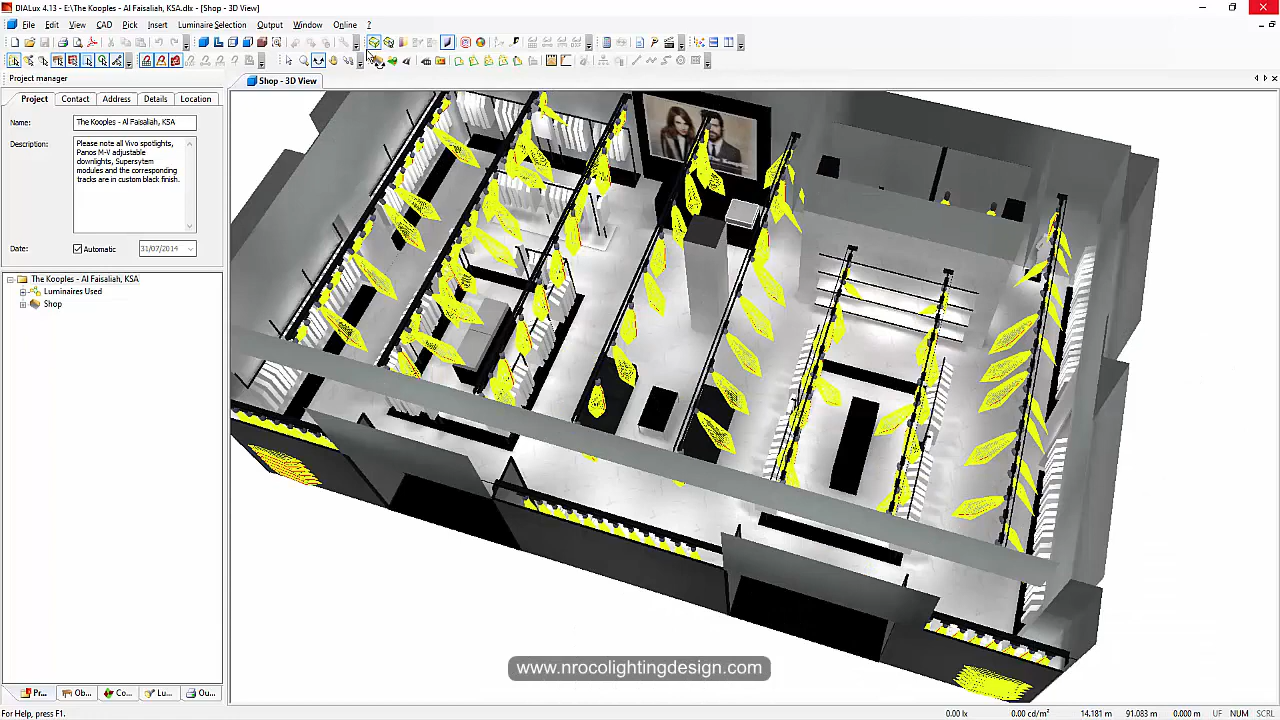 DIALux 4.13 - E:\The Kooples, Al Faisaliah, KSA.dlx - [Shop - 3D View]
File Edit View CAD Pick Insert Luminaire Selection Output Window Online ?
Project manager
Shop - 3D View
Project Contact Address Details Location
Name: The Kooples - Al Faisaliah, KSA
Description: Please note all Vivo spotlights,
Panos M-V adjustable
downlights, Supersytem
modules and the corresponding
tracks are in custom black finish.
Date: Automatic 31/07/2014
The Kooples - Al Faisaliah, KSA
Luminaires Used
Shop
www.nrocolightingdesign.com
Pr... Ob... Co... Lu... Ou...
For Help, press F1. 0.00 lx 0.00 cd/m² 14.181 m 91.083 m 0.000 m UF NUM SCRL